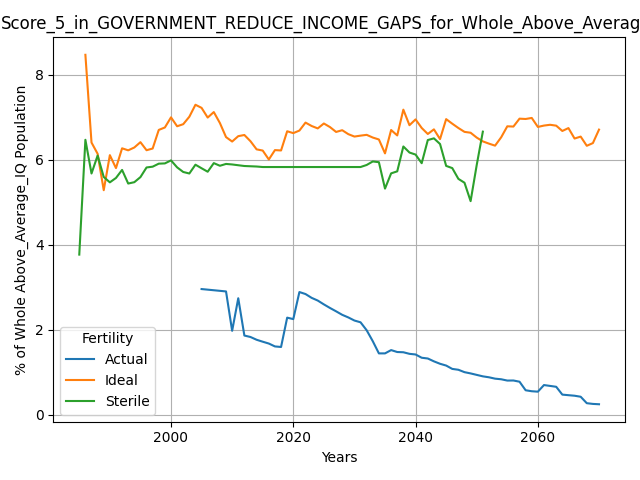 Score_5_in_GOVERNMENT_REDUCE_INCOME_GAPS_for_Whole_Above_Averag
% of Whole Above_Average_IQ Population
8
6
4
2
0
Fertility
Actual
Ideal
Sterile
2000 2020 2040 2060
Years